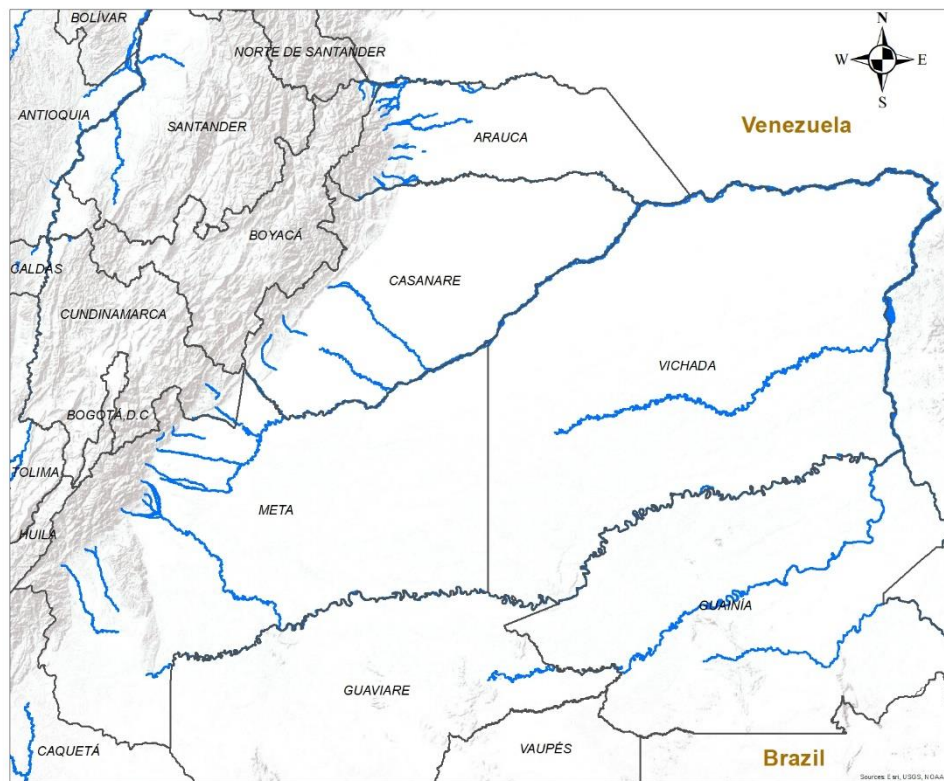 BOLÍVAR
N
NORTE DE SANTANDER
W
E
S
ANTIOQUIA
SANTANDER
Venezuela
ARAUCA
BOYACÁ
CALDAS
CASANARE
CUNDINAMARCA
VICHADA
BOGOTÁ,D.C
TOLIMA
META
HUILA
GUAINÍA
GUAVIARE
CAQUETÁ
VAUPÉS
Brazil
Sources: Esri, USGS, NOAA